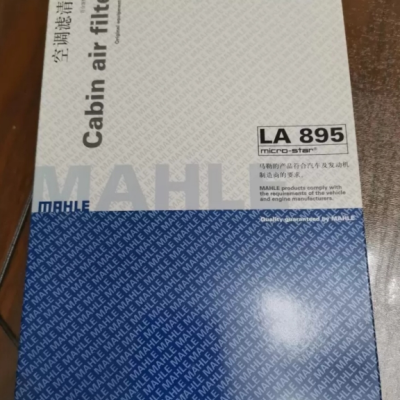 空调滤清
Cabin air filte
LA 895
micro-star®
马勒的产品符合汽车及发动机
制造商的要求。
MAHLE products comply with
the requirements of the vehicle
and engine manufacturers.
MAHLE
MAHLE
Quality guaranteed by MAHLE